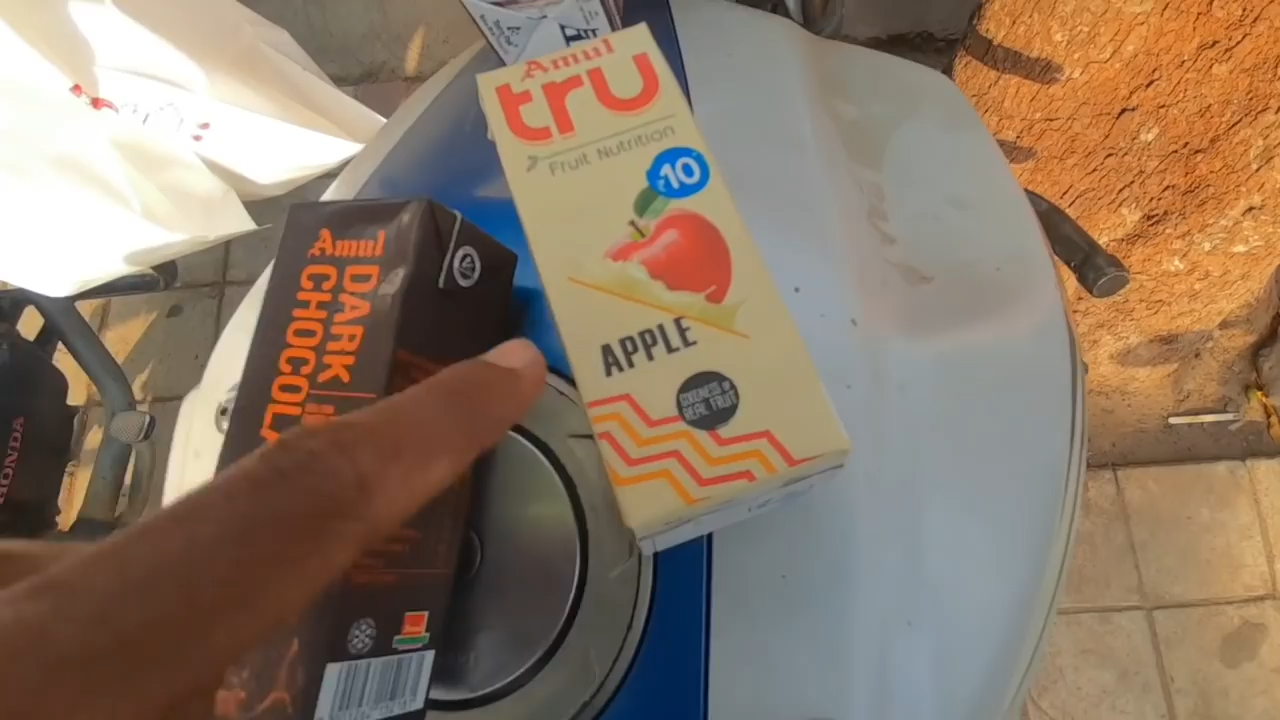 Amul
tru
Fruit Nutrition
₹10
APPLE
GOODNESS OF
REAL FRUIT
Amul
DARK
CHOCOL
HONDA